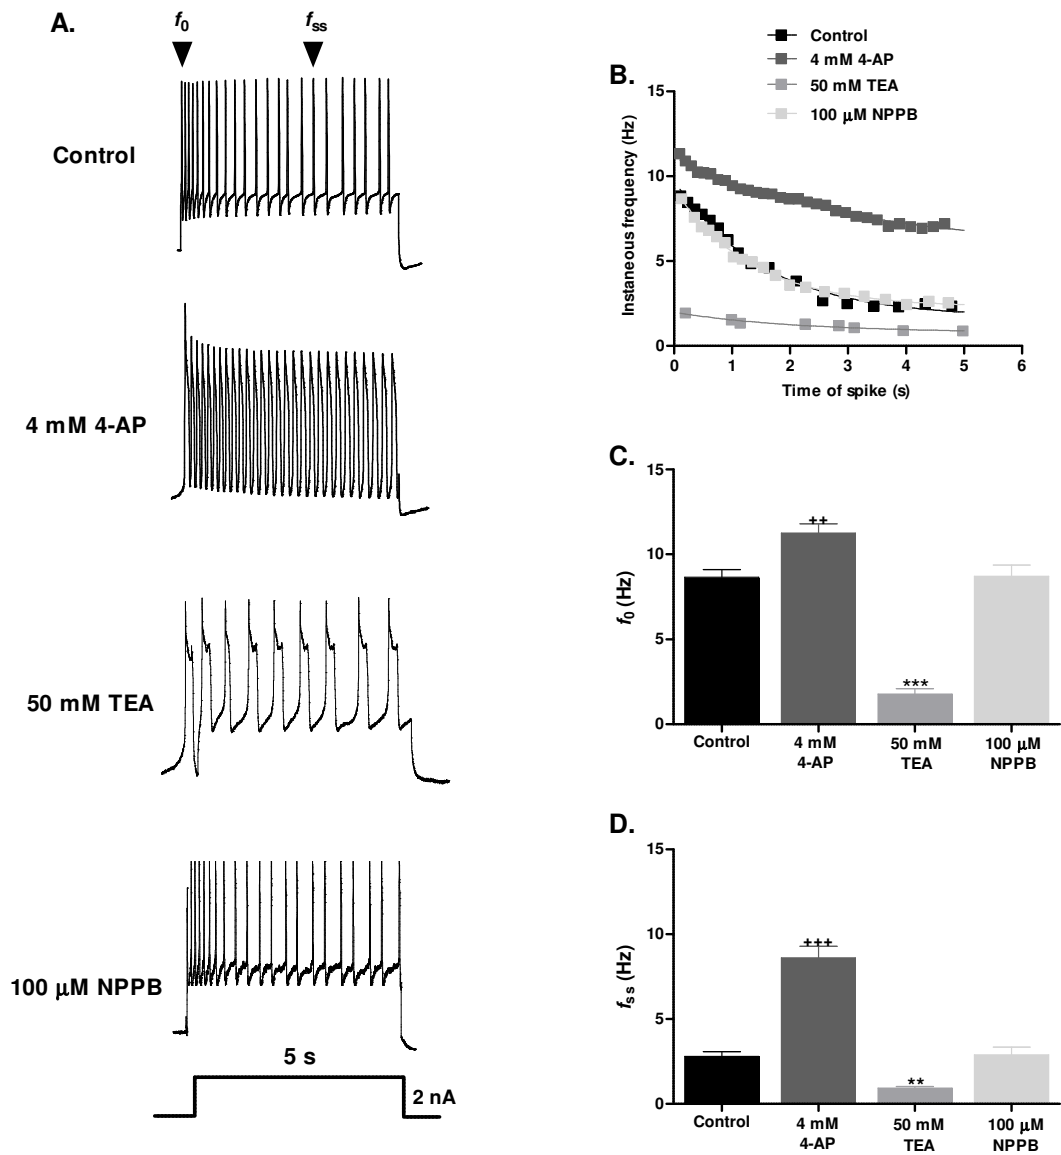 A.
f0
fss
Control
4 mM 4-AP
50 mM TEA
100 µM NPPB
5 s
2 nA
B.
Control
4 mM 4-AP
50 mM TEA
100 µM NPPB
Instaneous frequency (Hz)
15
10
5
0
0 1 2 3 4 5 6
Time of spike (s)
C.
f0 (Hz)
15
10
5
0
++
***
Control 4 mM 50 mM 100 µM
4-AP TEA NPPB
D.
fss (Hz)
15
10
5
0
+++
**
Control 4 mM 50 mM 100 µM
4-AP TEA NPPB